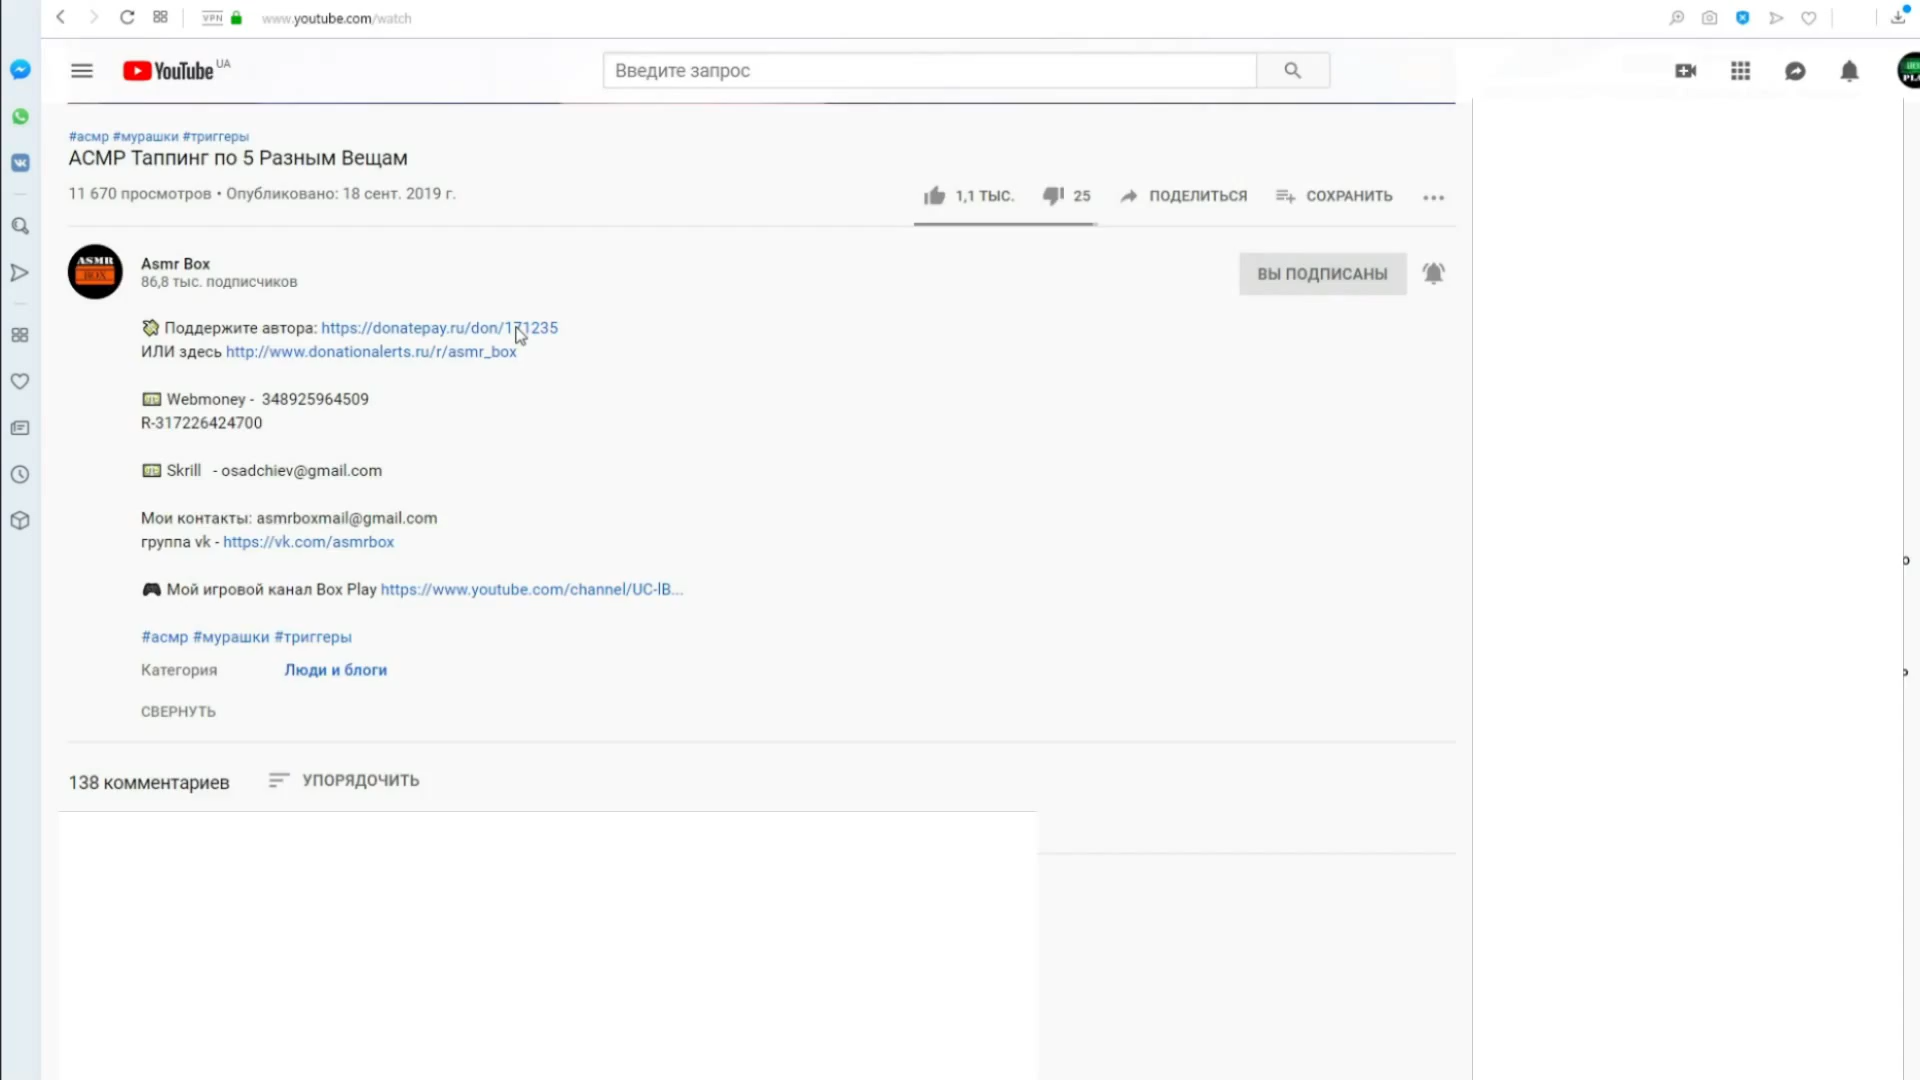 VPN www.youtube.com/watch
YouTube UA
Введите запрос
#асмр #мурашки #триггеры
АСМР Таппинг по 5 Разным Вещам
11 670 просмотров • Опубликовано: 18 сент. 2019 г.
1,1 ТЫС. 25 ПОДЕЛИТЬСЯ СОХРАНИТЬ
ASMR BOX
Asmr Box
86,8 тыс. подписчиков
ВЫ ПОДПИСАНЫ
Поддержите автора: https://donatepay.ru/don/171235
ИЛИ здесь http://www.donationalerts.ru/r/asmr_box
Webmoney - 348925964509
R-317226424700
Skrill - osadchiev@gmail.com
Мои контакты: asmrboxmail@gmail.com
группа vk - https://vk.com/asmrbox
Мой игровой канал Box Play https://www.youtube.com/channel/UC-lB...
#асмр #мурашки #триггеры
Категория Люди и блоги
СВЕРНУТЬ
138 комментариев УПОРЯДОЧИТЬ